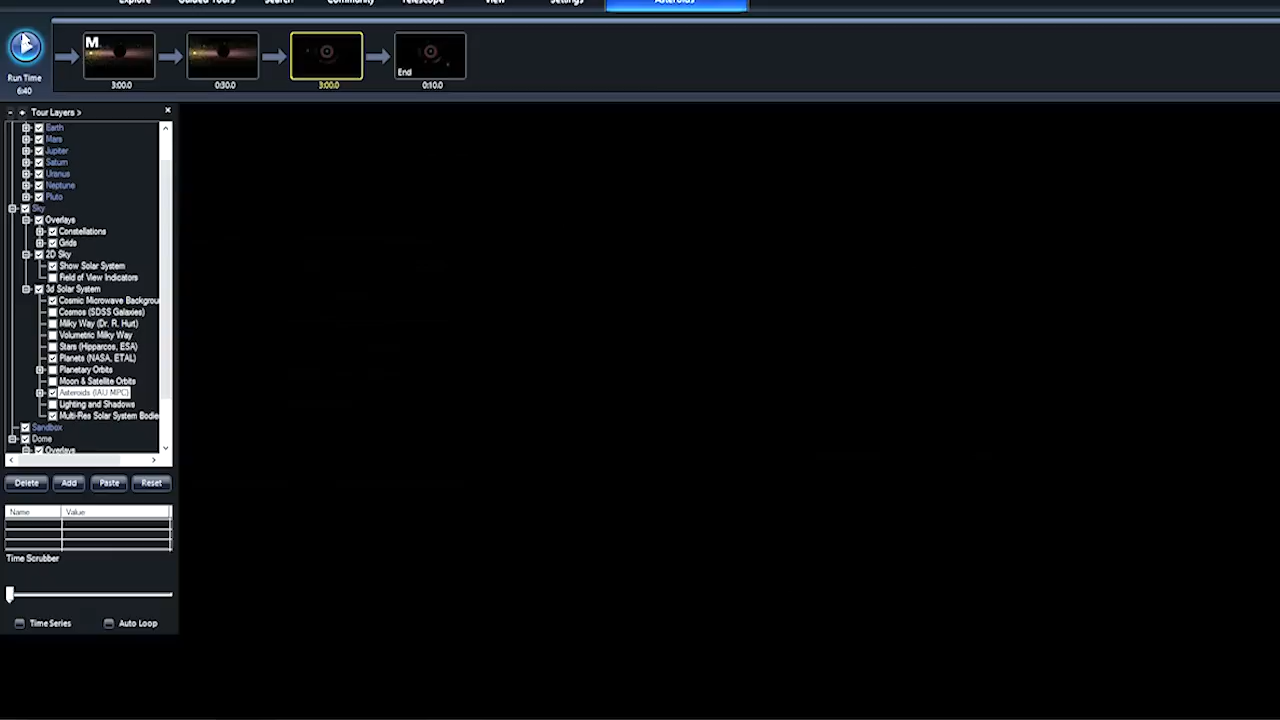 Explore Guided Tours Search Community Telescope View Settings Asteroids
M
End
3:00.0 0:30.0 3:00.0 0:10.0
Run Time
6:40
Tour Layers >
Earth
Mars
Jupiter
Saturn
Uranus
Neptune
Pluto
Sky
Overlays
Constellations
Grids
2D Sky
Show Solar System
Field of View Indicators
3d Solar System
Cosmic Microwave Backgrou
Cosmos (SDSS Galaxies)
Milky Way (Dr. R. Hurt)
Volumetric Milky Way
Stars (Hipparcos, ESA)
Planets (NASA, ETAL)
Planetary Orbits
Moon & Satellite Orbits
Asteroids (IAU MPC)
Lighting and Shadows
Multi-Res Solar System Bodie
Sandbox
Dome
Overlays
Delete Add Paste Reset
Name Value
Time Scrubber
Time Series Auto Loop